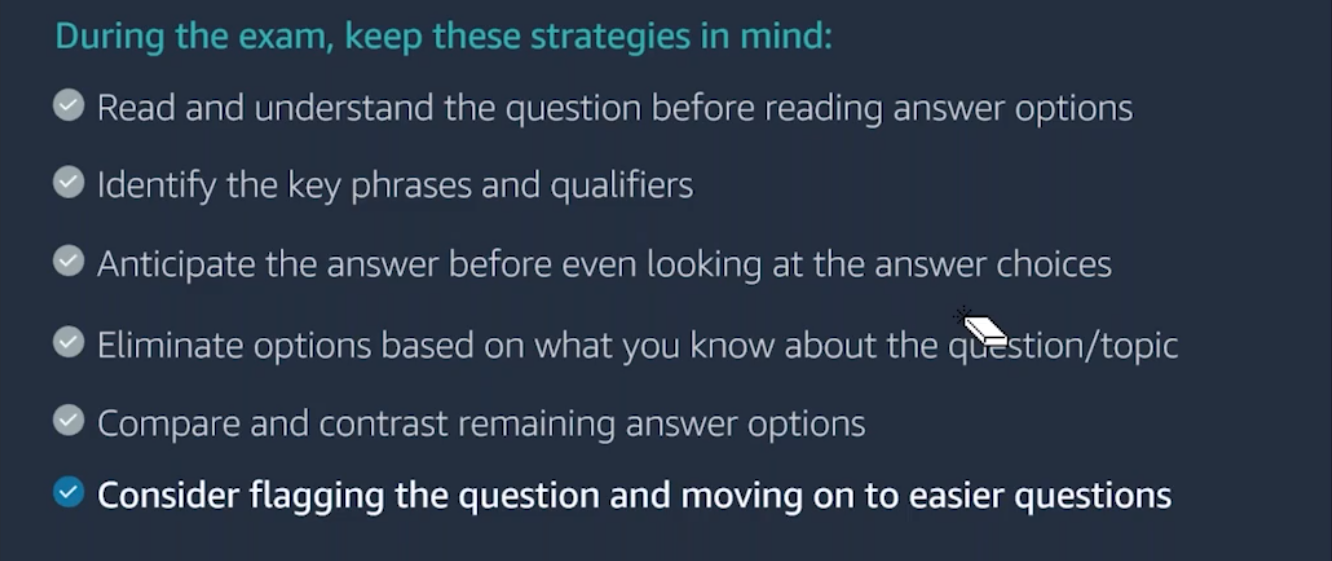 During the exam, keep these strategies in mind:
Read and understand the question before reading answer options
Identify the key phrases and qualifiers
Anticipate the answer before even looking at the answer choices
Eliminate options based on what you know about the question/topic
Compare and contrast remaining answer options
Consider flagging the question and moving on to easier questions